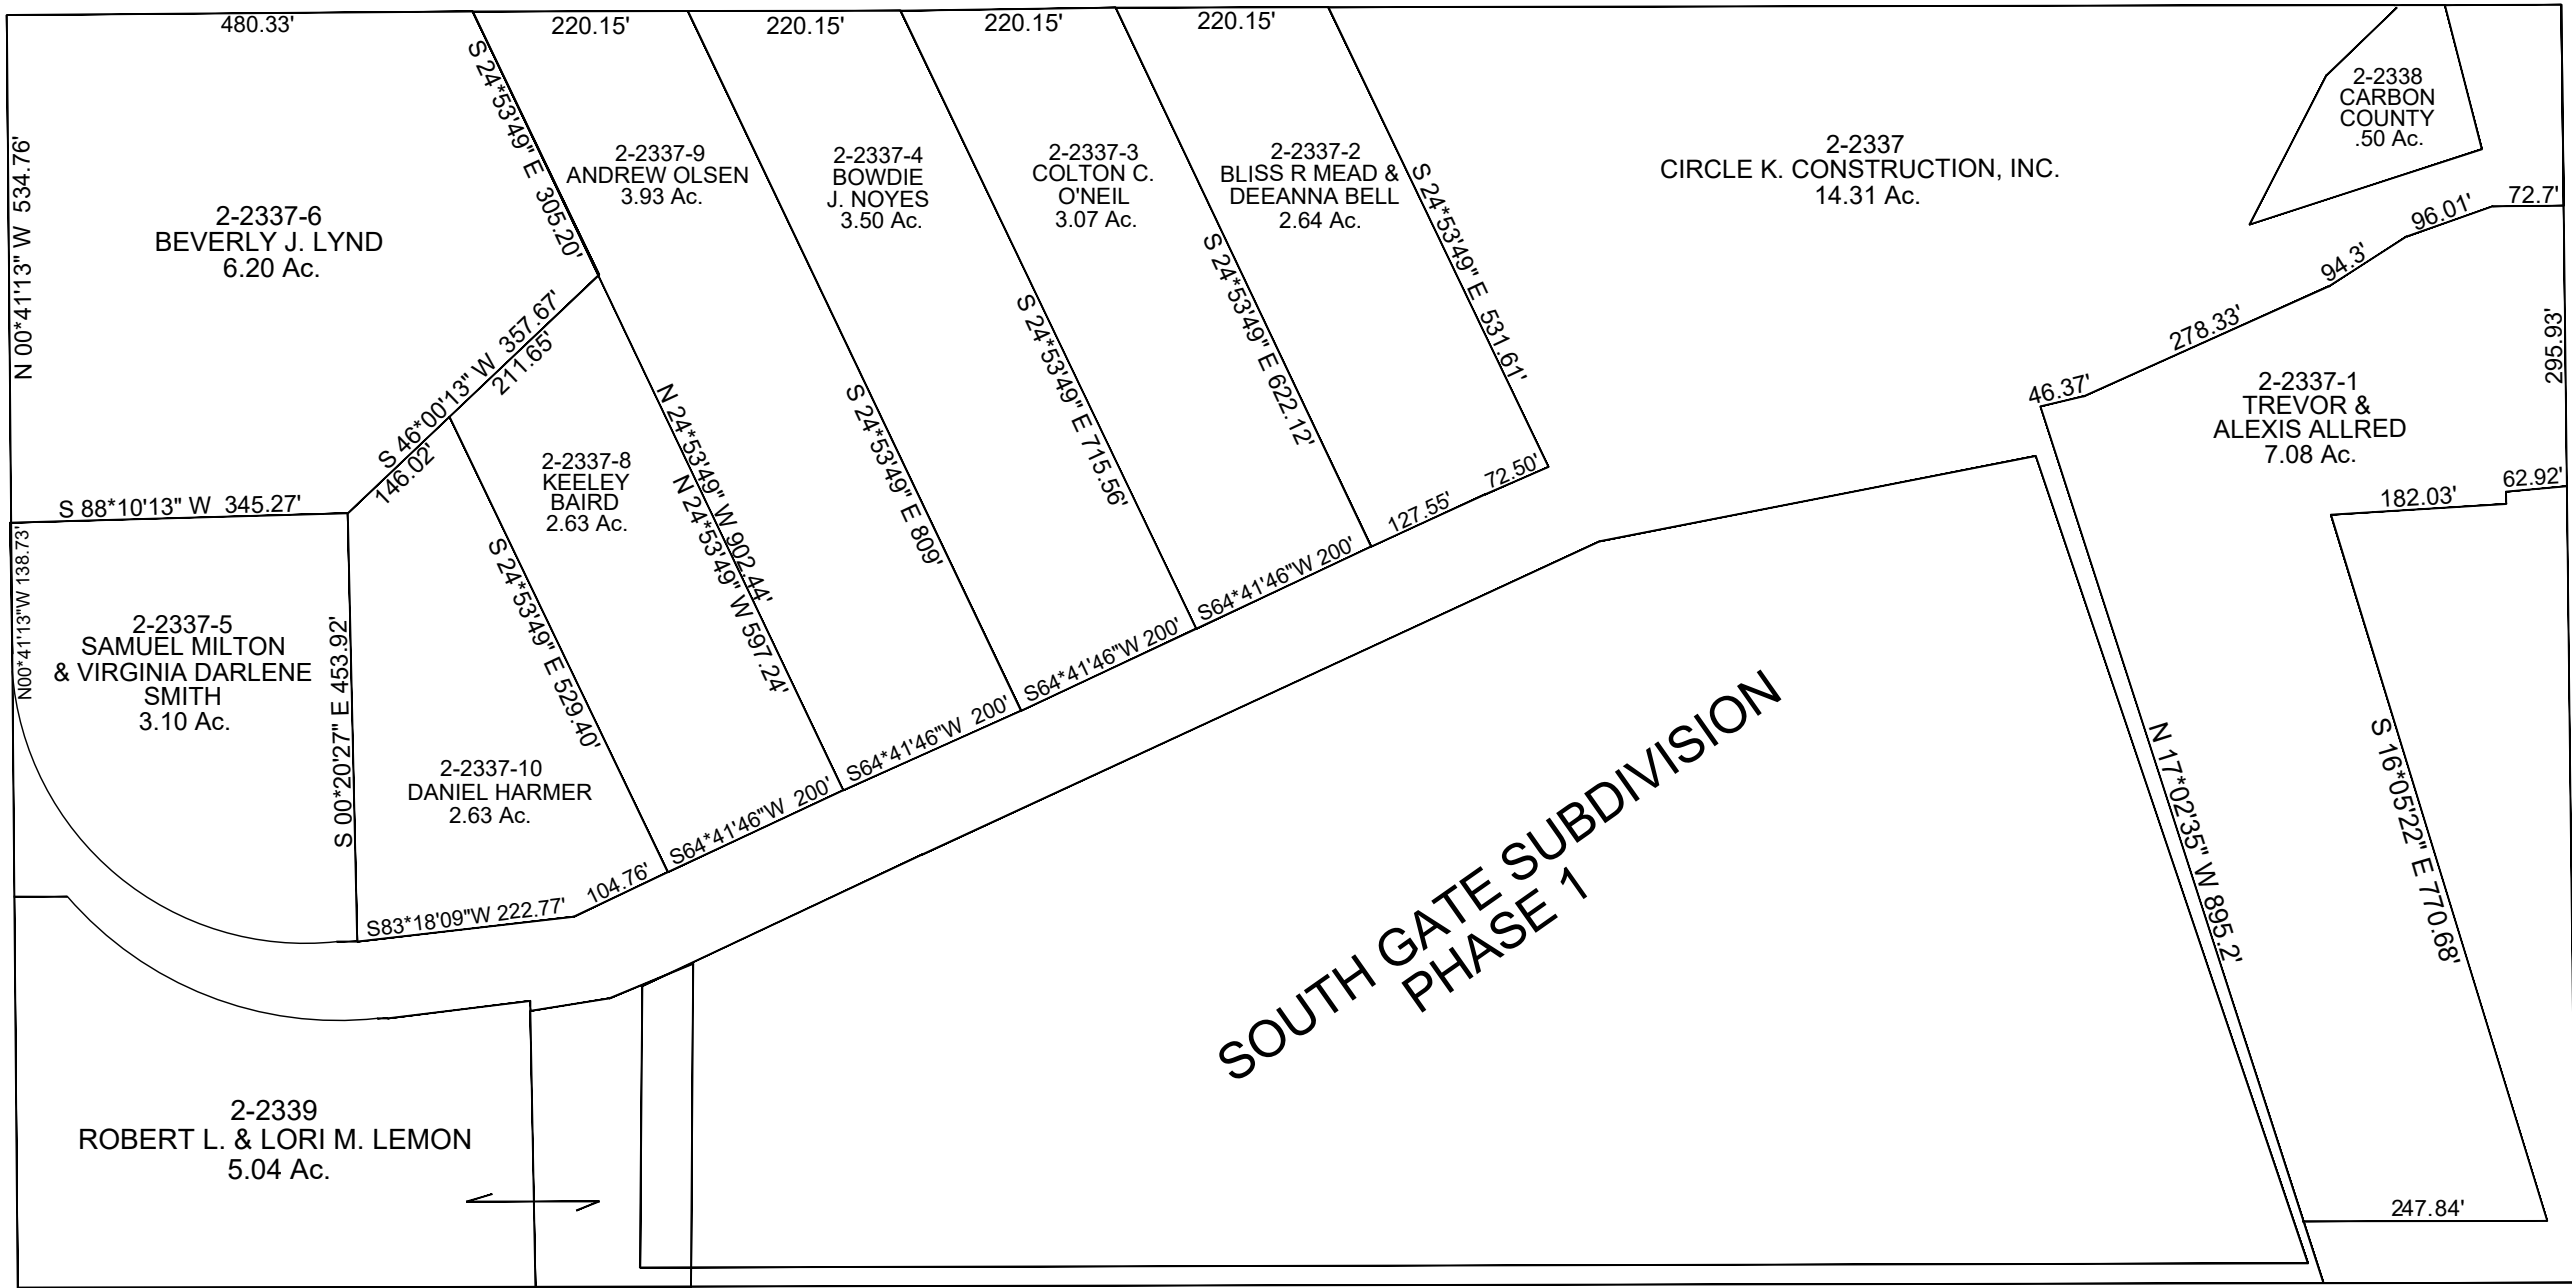 480.33'
220.15'
220.15'
220.15'
220.15'
N 00*41'13" W 534.76'
2-2337-6
BEVERLY J. LYND
6.20 Ac.
S 24*53'49" E 305.20'
2-2337-9
ANDREW OLSEN
3.93 Ac.
2-2337-4
BOWDIE
J. NOYES
3.50 Ac.
2-2337-3
COLTON C.
O'NEIL
3.07 Ac.
2-2337-2
BLISS R MEAD &
DEEANNA BELL
2.64 Ac.
S 24*53'49" E 531.61'
2-2337
CIRCLE K. CONSTRUCTION, INC.
14.31 Ac.
2-2338
CARBON
COUNTY
.50 Ac.
72.7'
96.01'
94.3'
278.33'
46.37'
295.93'
S 46*00'13" W 357.67'
211.65'
146.02'
S 24*53'49" E 809'
S 24*53'49" E 715.56'
S 24*53'49" E 622.12'
72.50'
127.55'
2-2337-1
TREVOR &
ALEXIS ALLRED
7.08 Ac.
62.92'
182.03'
S 88*10'13" W 345.27'
2-2337-8
KEELEY
BAIRD
2.63 Ac.
N 24*53'49" W 902.44'
N 24*53'49" W 597.24'
S 24*53'49" E 529.40'
N00*41'13"W 138.73'
2-2337-5
SAMUEL MILTON
& VIRGINIA DARLENE
SMITH
3.10 Ac.
S 00*20'27" E 453.92'
2-2337-10
DANIEL HARMER
2.63 Ac.
S83*18'09"W 222.77'
104.76'
S64*41'46"W 200'
S64*41'46"W 200'
S64*41'46"W 200'
S64*41'46"W 200'
SOUTH GATE SUBDIVISION
PHASE 1
N 17*02'35" W 895.2'
S 16*05'22" E 770.68'
247.84'
2-2339
ROBERT L. & LORI M. LEMON
5.04 Ac.